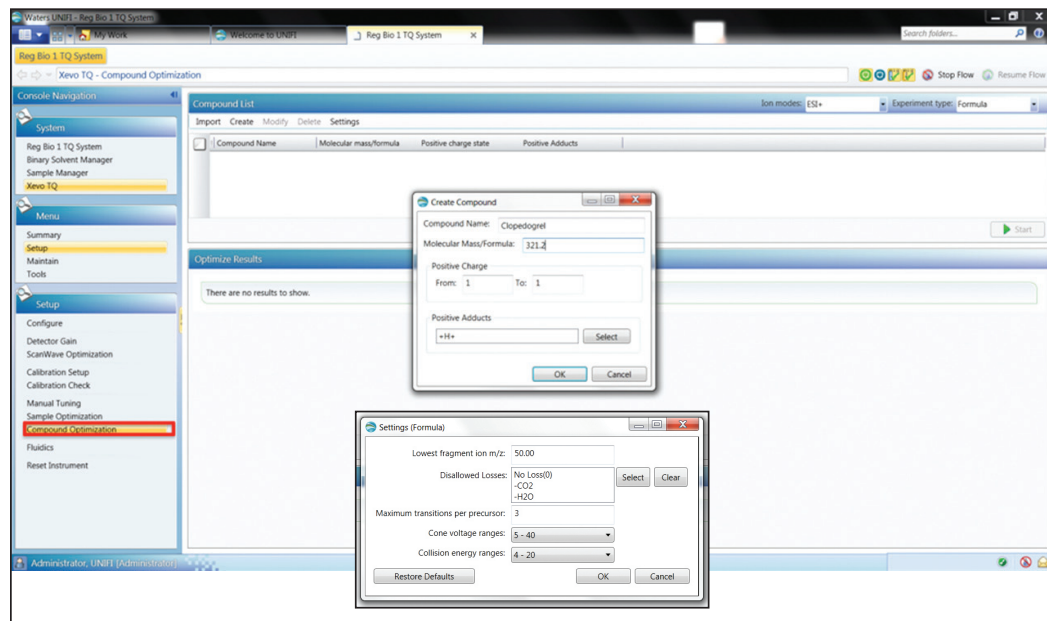 Waters UNIFI - Reg Bio 1 TQ System
My Work
Welcome to UNIFI
Reg Bio 1 TQ System
Search folders...
Reg Bio 1 TQ System
Xevo TQ - Compound Optimization
Stop Flow
Resume Flow
Console Navigation
System
Reg Bio 1 TQ System
Binary Solvent Manager
Sample Manager
Xevo TQ
Menu
Summary
Setup
Maintain
Tools
Setup
Configure
Detector Gain
ScanWave Optimization
Calibration Setup
Calibration Check
Manual Tuning
Sample Optimization
Compound Optimization
Fluidics
Reset Instrument
Compound List
Ion modes: ESI+
Experiment type: Formula
Import Create Modify Delete Settings
Compound Name Molecular mass/formula Positive charge state Positive Adducts
Start
Optimize Results
There are no results to show.
Create Compound
Compound Name: Clopedogrel
Molecular Mass/Formula: 321.2
Positive Charge
From: 1 To: 1
Positive Adducts
+H+ Select
OK Cancel
Settings (Formula)
Lowest fragment ion m/z: 50.00
Disallowed Losses: No Loss(0) Select Clear
-CO2
-H2O
Maximum transitions per precursor: 3
Cone voltage ranges: 5 - 40
Collision energy ranges: 4 - 20
Restore Defaults OK Cancel
Administrator, UNIFI [Administrator]